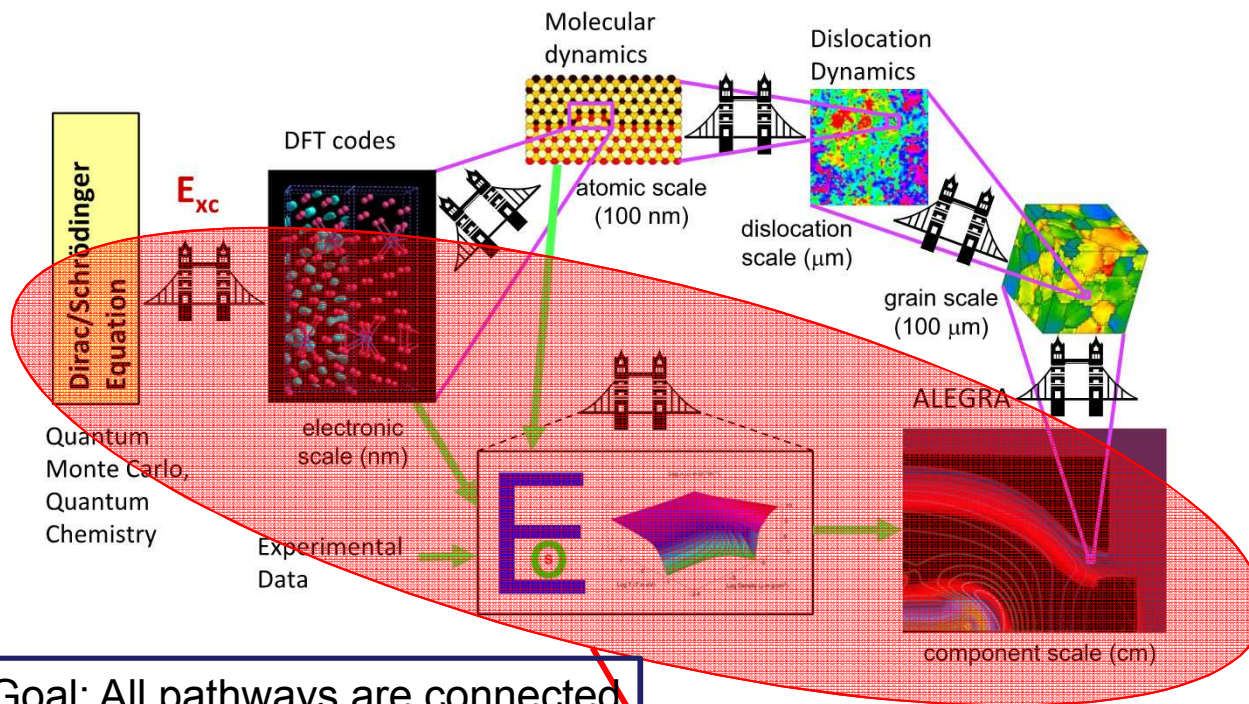 Molecular
dynamics
Dislocation
Dynamics
DFT codes
E_xc
Dirac/Schrödinger
Equation
atomic scale
(100 nm)
dislocation
scale (μm)
grain scale
(100 μm)
ALEGRA
electronic
scale (nm)
Quantum
Monte Carlo,
Quantum
Chemistry
Experimental
Data
E
O
S
component scale (cm)
Goal: All pathways are connected